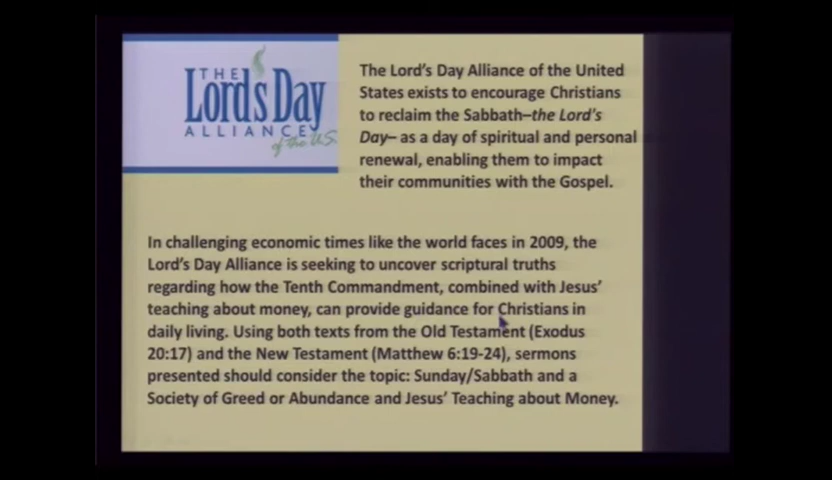 THE
Lord's Day
ALLIANCE
of the U.S.
The Lord's Day Alliance of the United
States exists to encourage Christians
to reclaim the Sabbath–the Lord's
Day– as a day of spiritual and personal
renewal, enabling them to impact
their communities with the Gospel.
In challenging economic times like the world faces in 2009, the
Lord's Day Alliance is seeking to uncover scriptural truths
regarding how the Tenth Commandment, combined with Jesus'
teaching about money, can provide guidance for Christians in
daily living. Using both texts from the Old Testament (Exodus
20:17) and the New Testament (Matthew 6:19-24), sermons
presented should consider the topic: Sunday/Sabbath and a
Society of Greed or Abundance and Jesus' Teaching about Money.